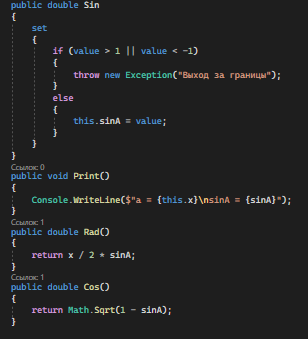 public double Sin
{
set
{
if (value > 1 || value < -1)
{
throw new Exception("Выход за границы");
}
else
{
this.sinA = value;
}
}
}
Ссылок: 0
public void Print()
{
Console.WriteLine($"a = {this.x}\nsinA = {sinA}");
}
Ссылок: 1
public double Rad()
{
return x / 2 * sinA;
}
Ссылок: 1
public double Cos()
{
return Math.Sqrt(1 - sinA);
}